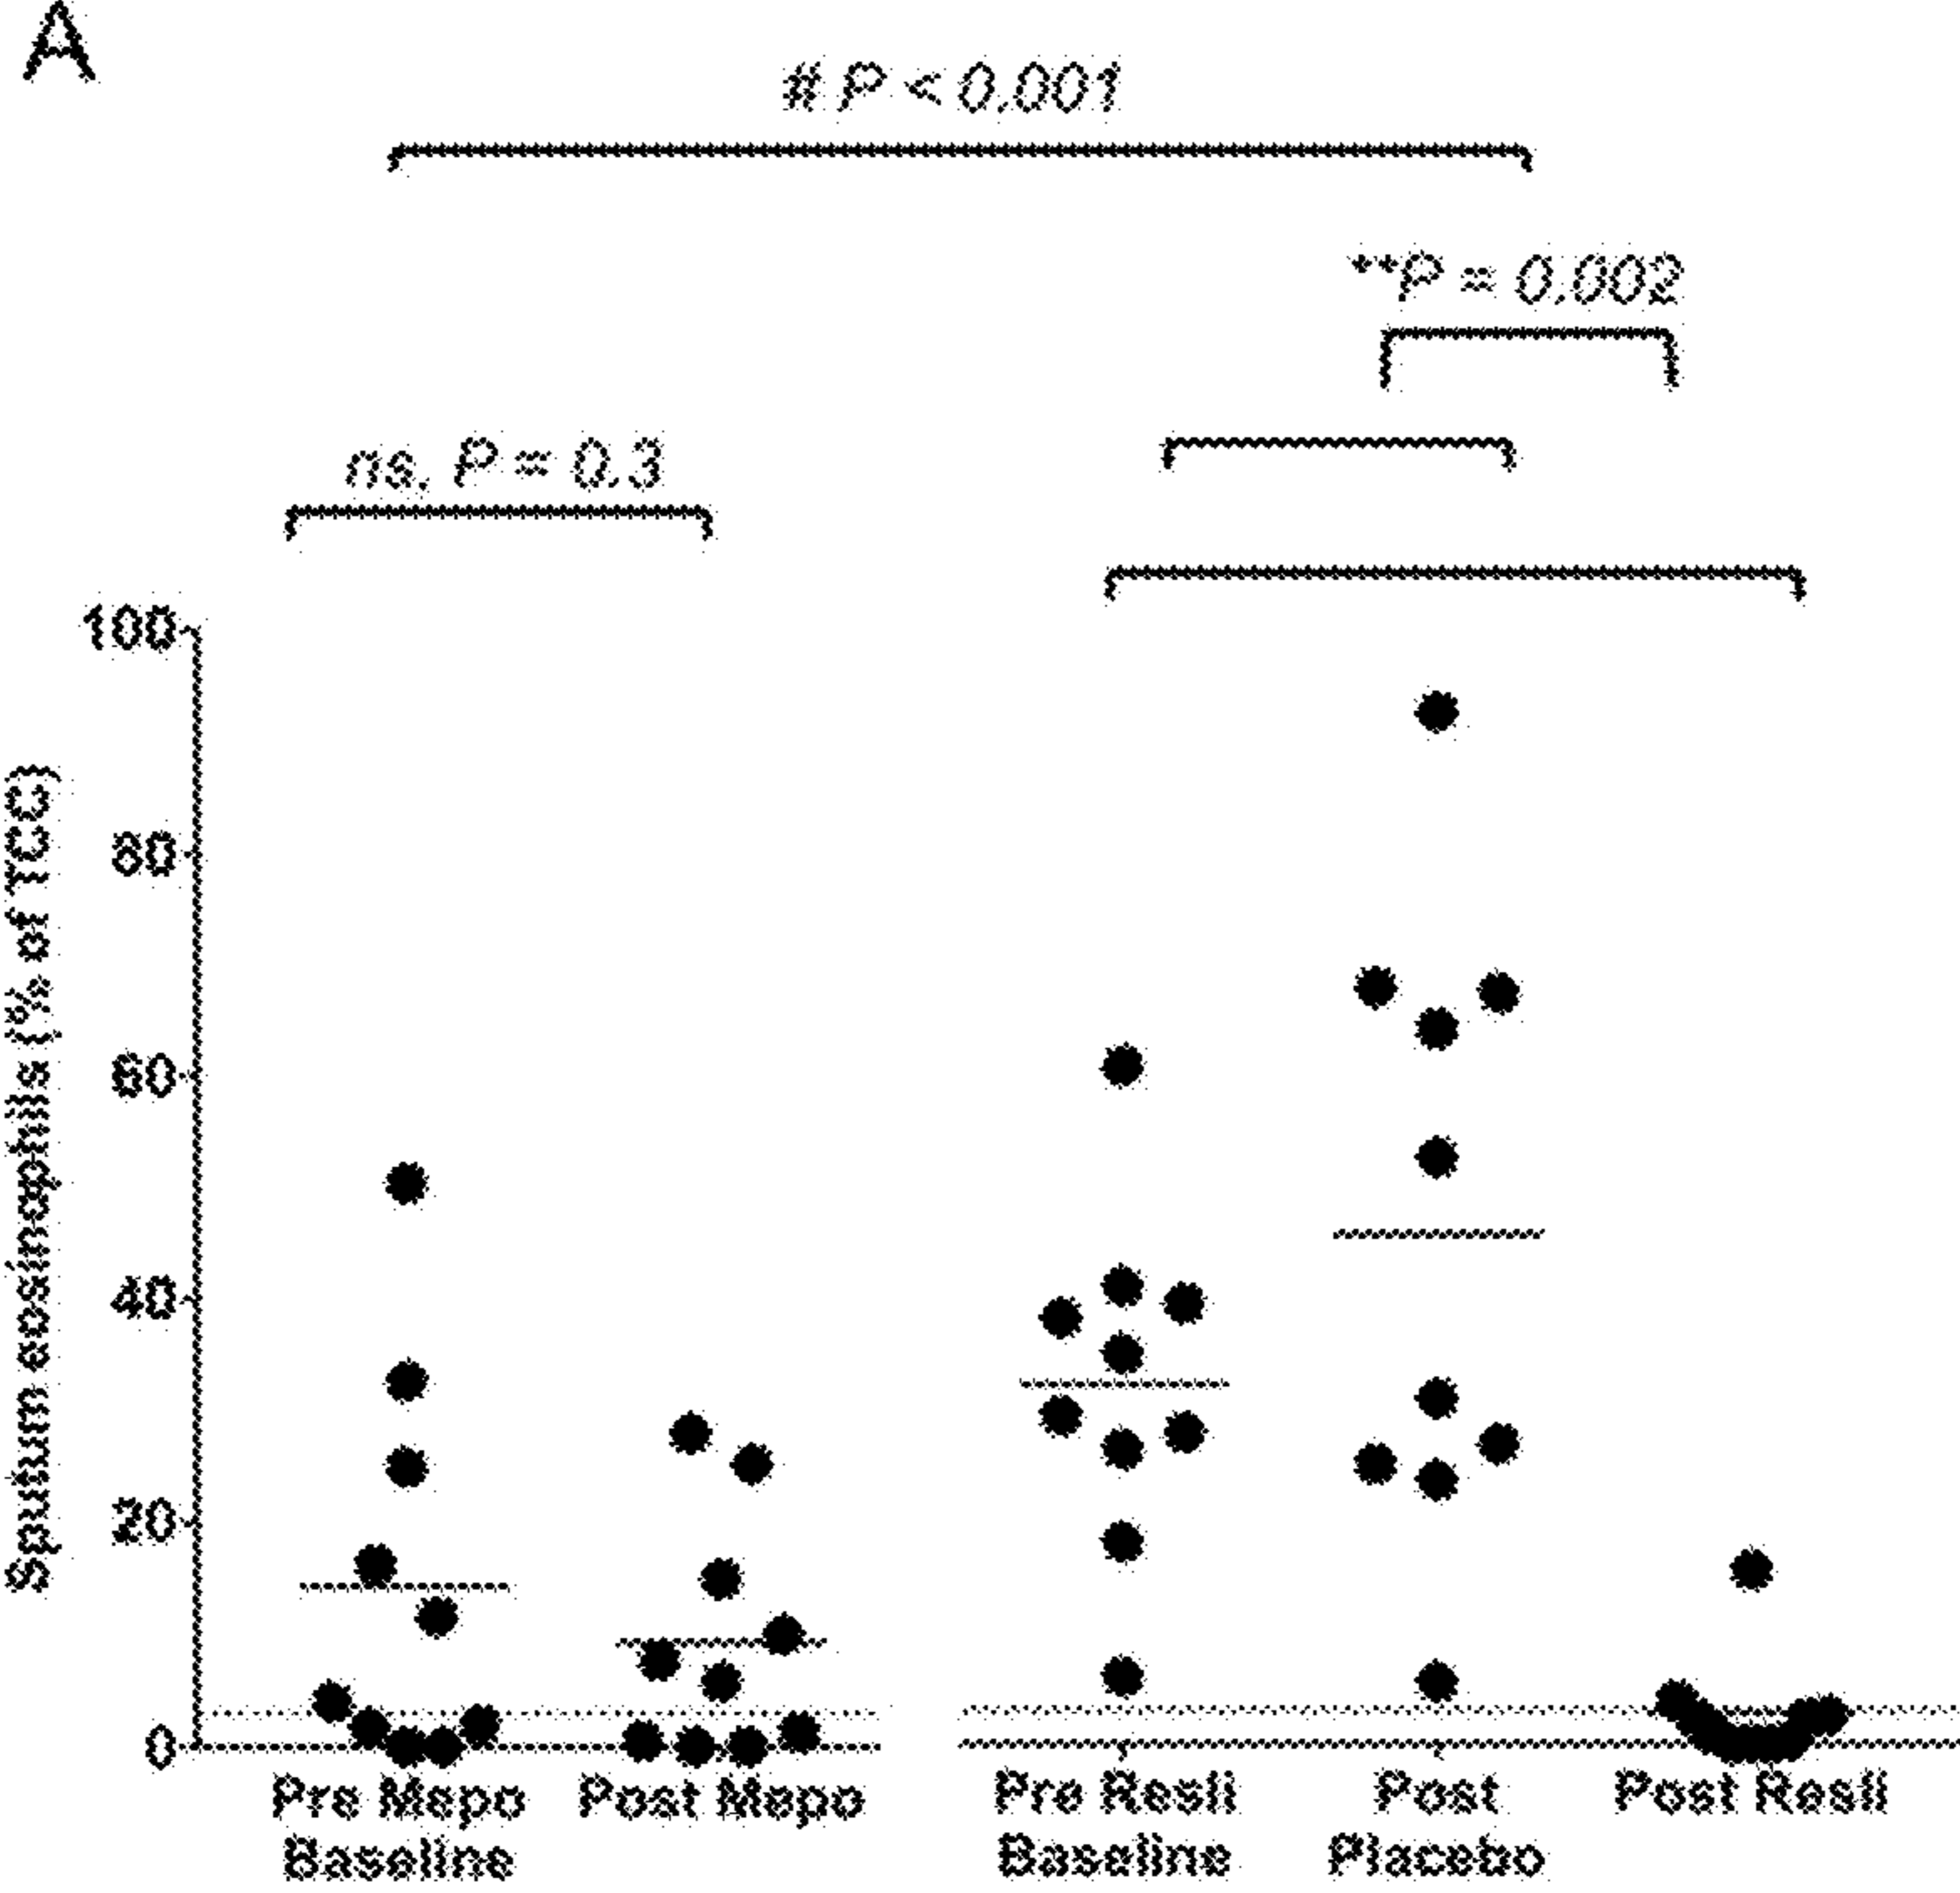 A
# P < 0.001
**P = 0.002
ns, P = 0.3
Sputum eosinophils (% of TCC)
100
80
60
40
20
0
Pre Mepo
Baseline
Post Mepo
Pre Resli
Baseline
Post
Placebo
Post Resli